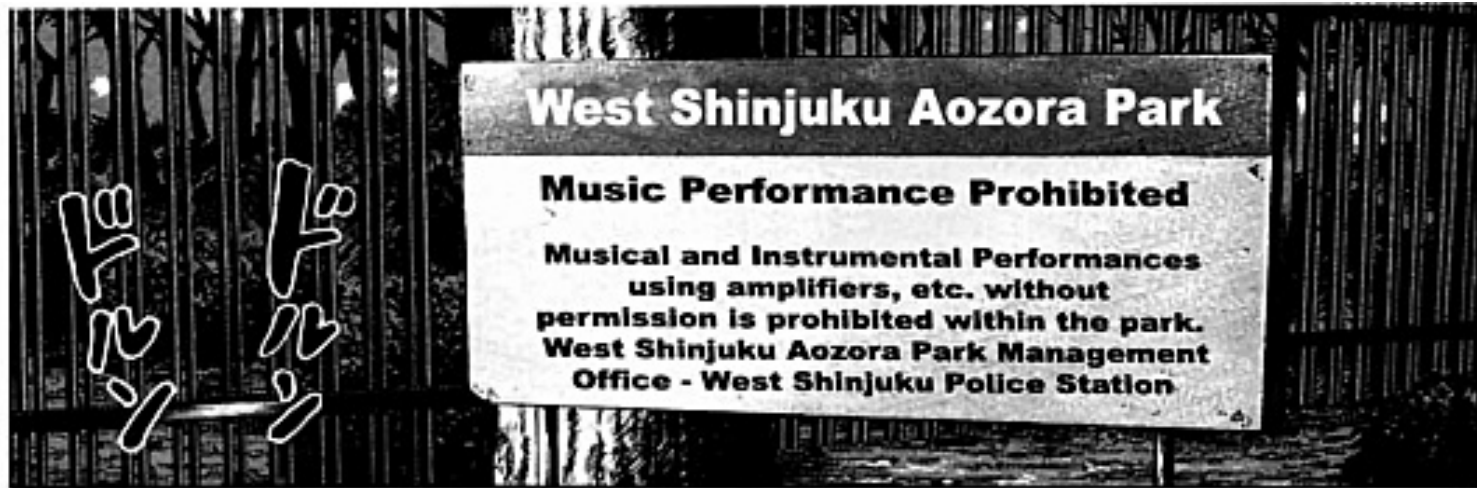 West Shinjuku Aozora Park
Music Performance Prohibited
Musical and Instrumental Performances
using amplifiers, etc. without
permission is prohibited within the park.
West Shinjuku Aozora Park Management
Office - West Shinjuku Police Station
ドルン
ドルン